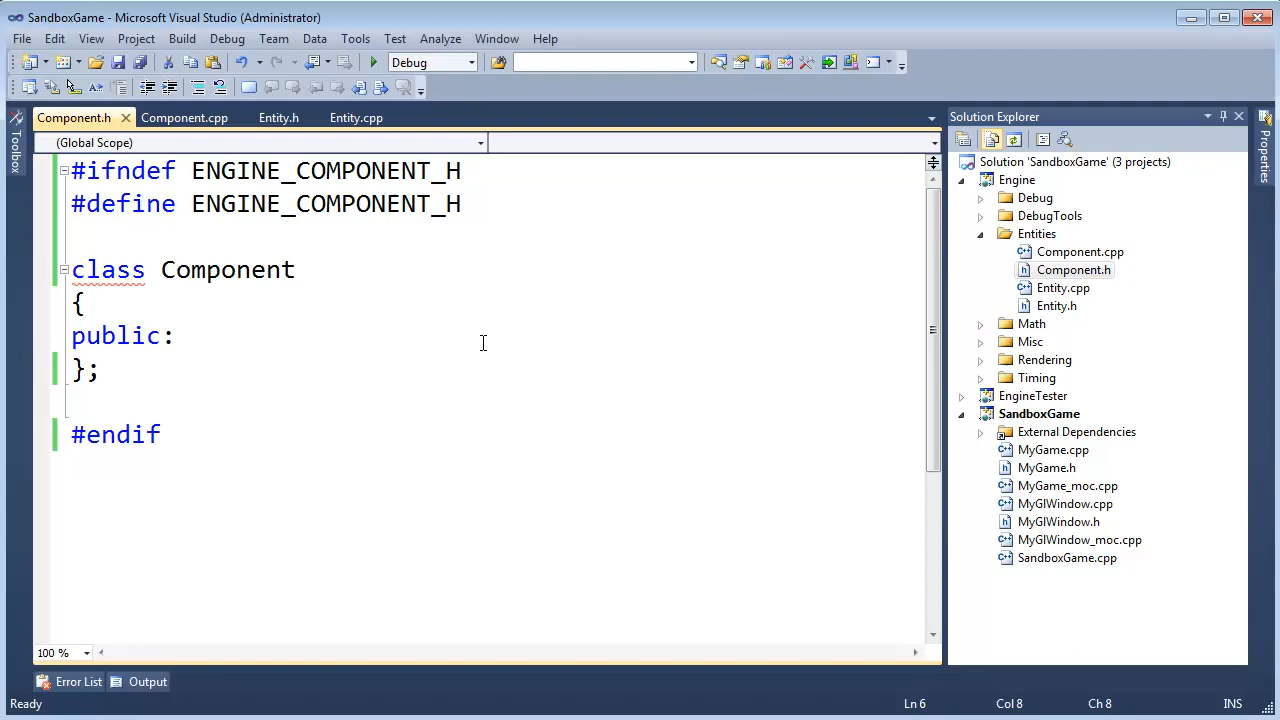 SandboxGame - Microsoft Visual Studio (Administrator)
File Edit View Project Build Debug Team Data Tools Test Analyze Window Help
Debug
Component.h Component.cpp Entity.h Entity.cpp
(Global Scope)
#ifndef ENGINE_COMPONENT_H
#define ENGINE_COMPONENT_H
class Component
{
public:
};
#endif
100 %
Error List Output
Ready Ln 6 Col 8 Ch 8 INS
Toolbox
Solution Explorer
Solution 'SandboxGame' (3 projects)
Engine
Debug
DebugTools
Entities
Component.cpp
Component.h
Entity.cpp
Entity.h
Math
Misc
Rendering
Timing
EngineTester
SandboxGame
External Dependencies
MyGame.cpp
MyGame.h
MyGame_moc.cpp
MyGlWindow.cpp
MyGlWindow.h
MyGlWindow_moc.cpp
SandboxGame.cpp
Properties